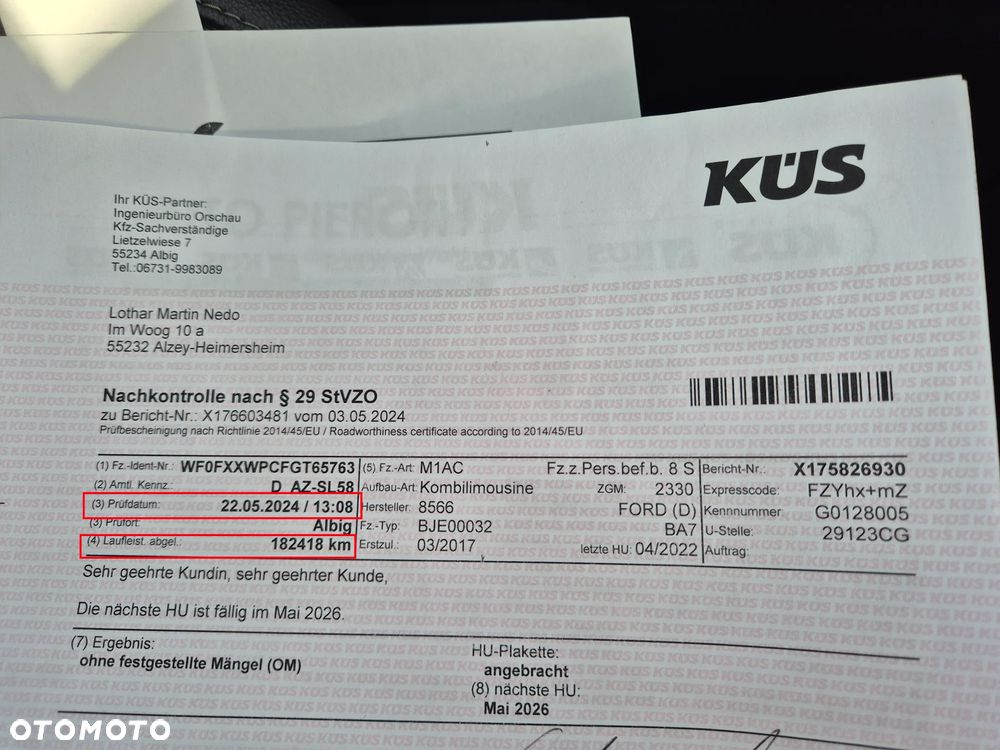 KÜS
Ihr KÜS-Partner:
Ingenieurbüro Orschau
Kfz-Sachverständige
Lietzelwiese 7
55234 Albig
Tel.:06731-9983089
Lothar Martin Nedo
Im Woog 10 a
55232 Alzey-Heimersheim
Nachkontrolle nach § 29 StVZO
zu Bericht-Nr.: X176603481 vom 03.05.2024
Prüfbescheinigung nach Richtlinie 2014/45/EU / Roadworthiness certificate according to 2014/45/EU
(1) Fz.-Ident-Nr.: WF0FXXWPCFGT65763 (5) Fz.-Art: M1AC Fz.z.Pers.bef.b. 8 S Bericht-Nr.: X175826930
(2) Amtl. Kennz.: D AZ-SL58 Aufbau-Art: Kombilimousine ZGM: 2330 Expresscode: FZYhx+mZ
(3) Prüfdatum: 22.05.2024 / 13:08 Hersteller: 8566 FORD (D) Kennnummer G0128005
(3) Prüfort: Albig Fz.-Typ: BJE00032 BA7 U-Stelle: 29123CG
(4) Laufleist. abgel.: 182418 km Erstzul.: 03/2017 letzte HU: 04/2022 Auftrag:
Sehr geehrte Kundin, sehr geehrter Kunde,
Die nächste HU ist fällig im Mai 2026.
(7) Ergebnis:
ohne festgestellte Mängel (OM)
HU-Plakette:
angebracht
(8) nächste HU:
Mai 2026
OTOMOTO